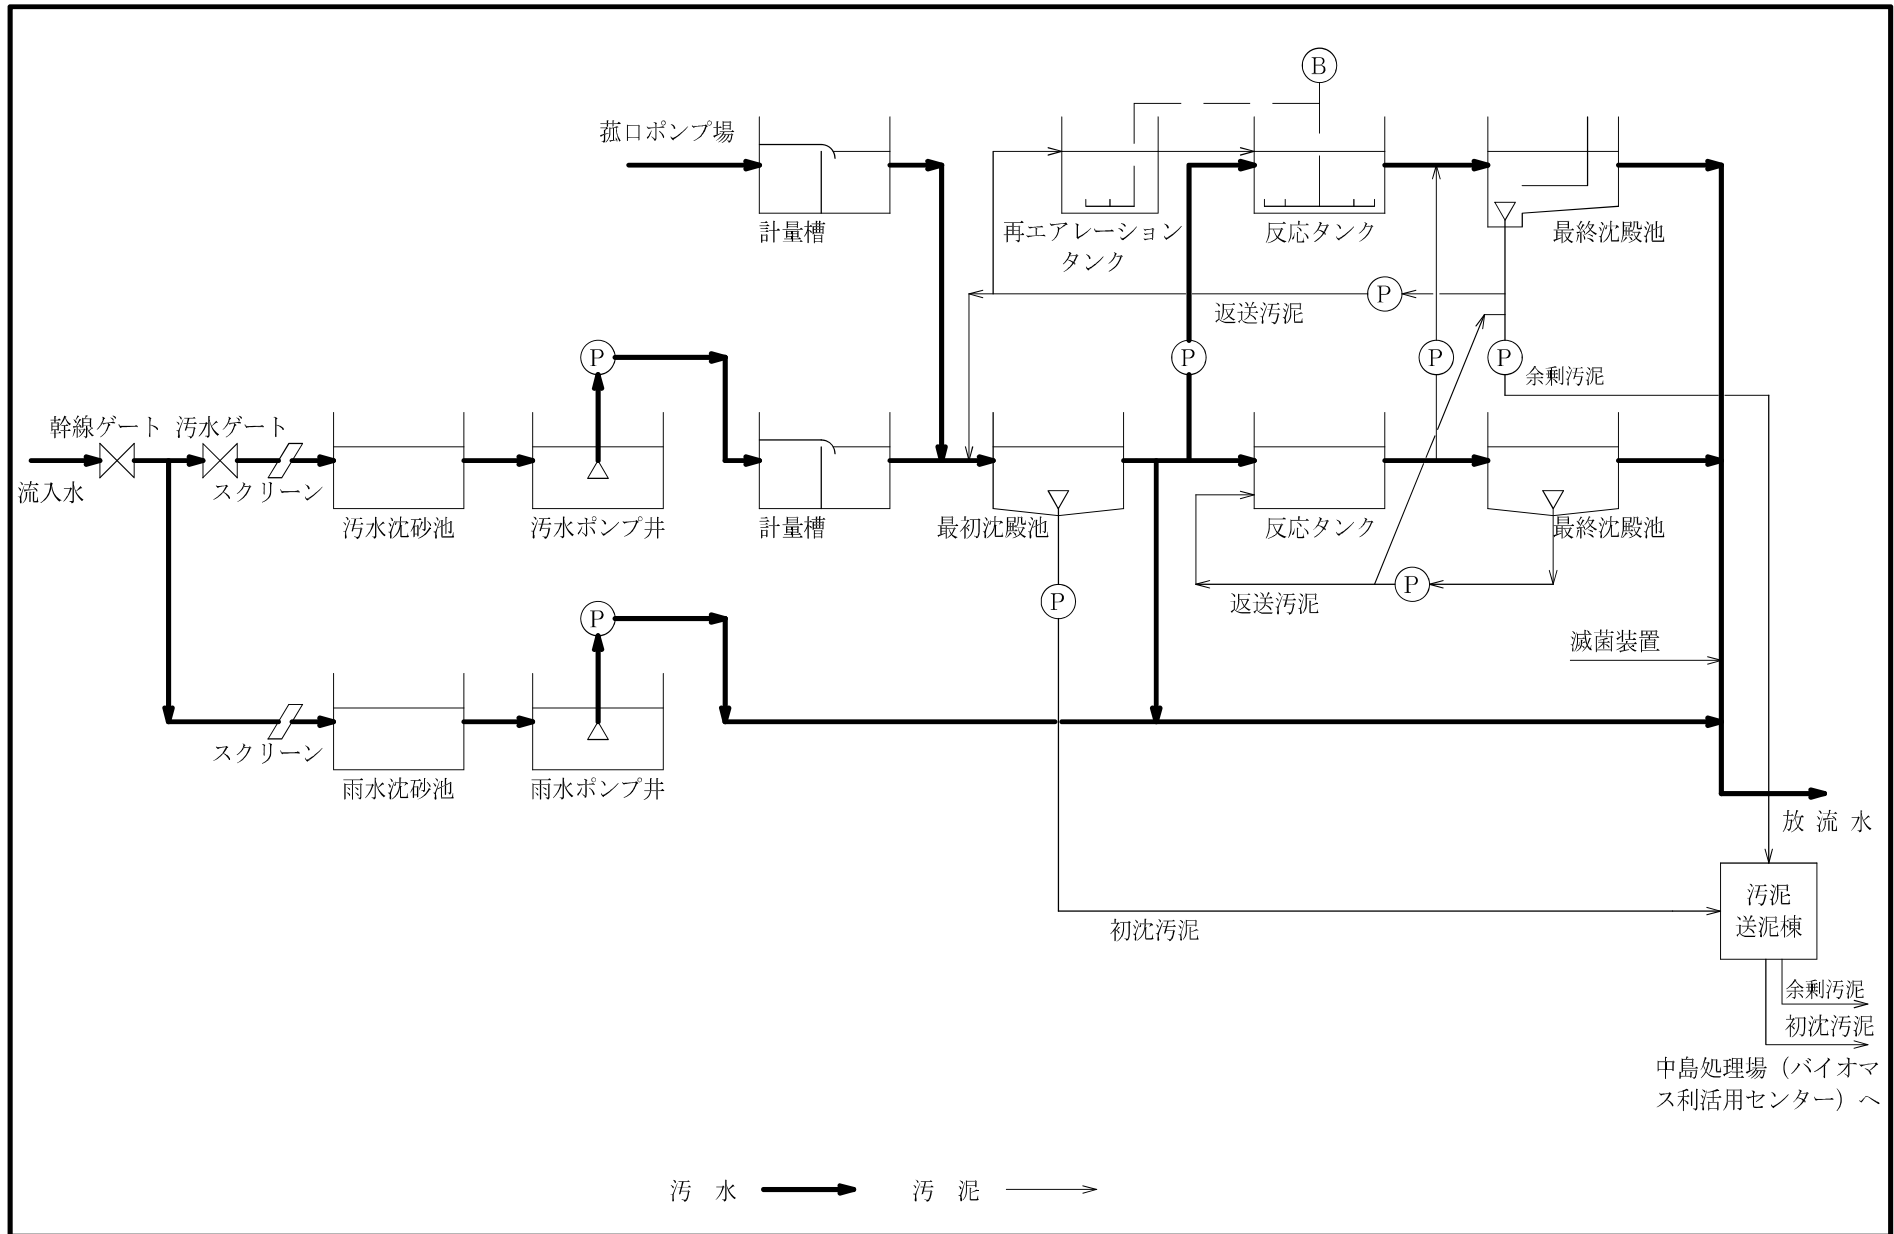 B
菰口ポンプ場
計量槽
再エアレーション
タンク
反応タンク
最終沈殿池
P
返送汚泥
P
P
P
P
P
余剰汚泥
幹線ゲート
汚水ゲート
流入水
スクリーン
汚水沈砂池
汚水ポンプ井
計量槽
最初沈殿池
反応タンク
最終沈殿池
P
P
P
返送汚泥
滅菌装置
スクリーン
雨水沈砂池
雨水ポンプ井
放流水
汚泥
送泥棟
初沈汚泥
余剰汚泥
初沈汚泥
中島処理場（バイオマ
ス利活用センター）へ
汚水
汚泥